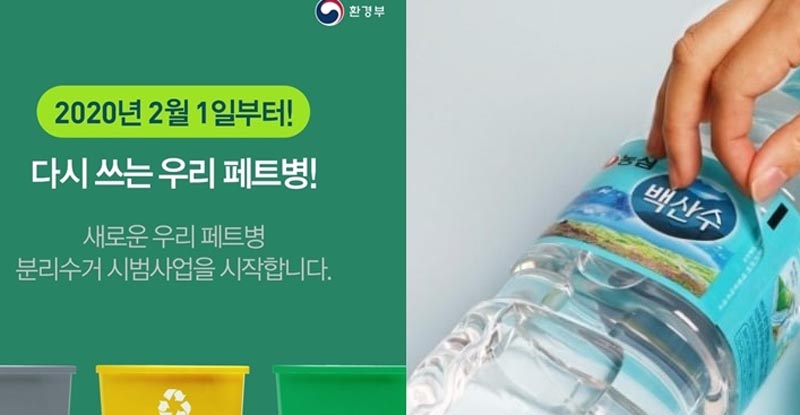 환경부
2020년 2월 1일부터!
다시 쓰는 우리 페트병!
새로운 우리 페트병
분리수거 시범사업을 시작합니다.
농심
백산수